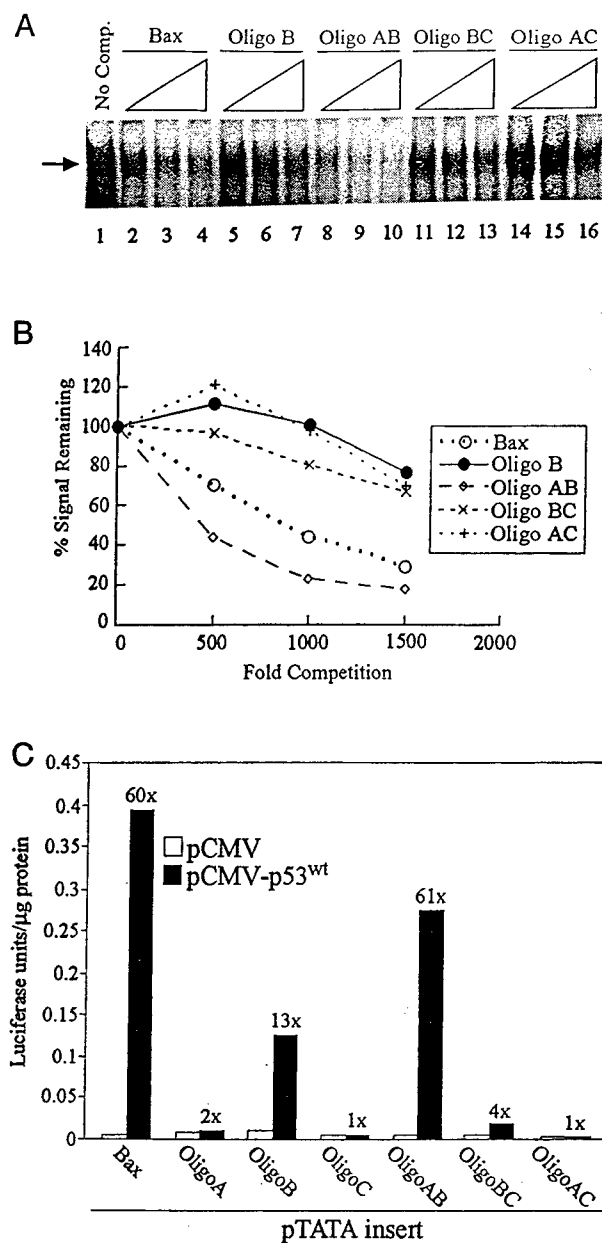 A
No Comp.
Bax
Oligo B
Oligo AB
Oligo BC
Oligo AC
1 2 3 4 5 6 7 8 9 10 11 12 13 14 15 16
B
% Signal Remaining
140
120
100
80
60
40
20
0
0 500 1000 1500 2000
Fold Competition
Bax
Oligo B
Oligo AB
Oligo BC
Oligo AC
C
Luciferase units/µg protein
0.45
0.4
0.35
0.3
0.25
0.2
0.15
0.1
0.05
0
pCMV
pCMV-p53wt
60x
2x
13x
1x
61x
4x
1x
Bax
OligoA
OligoB
OligoC
OligoAB
OligoBC
OligoAC
pTATA insert